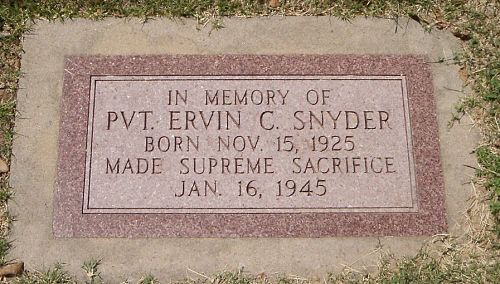 IN MEMORY OF
PVT. ERVIN C. SNYDER
BORN NOV. 15, 1925
MADE SUPREME SACRIFICE
JAN. 16, 1945